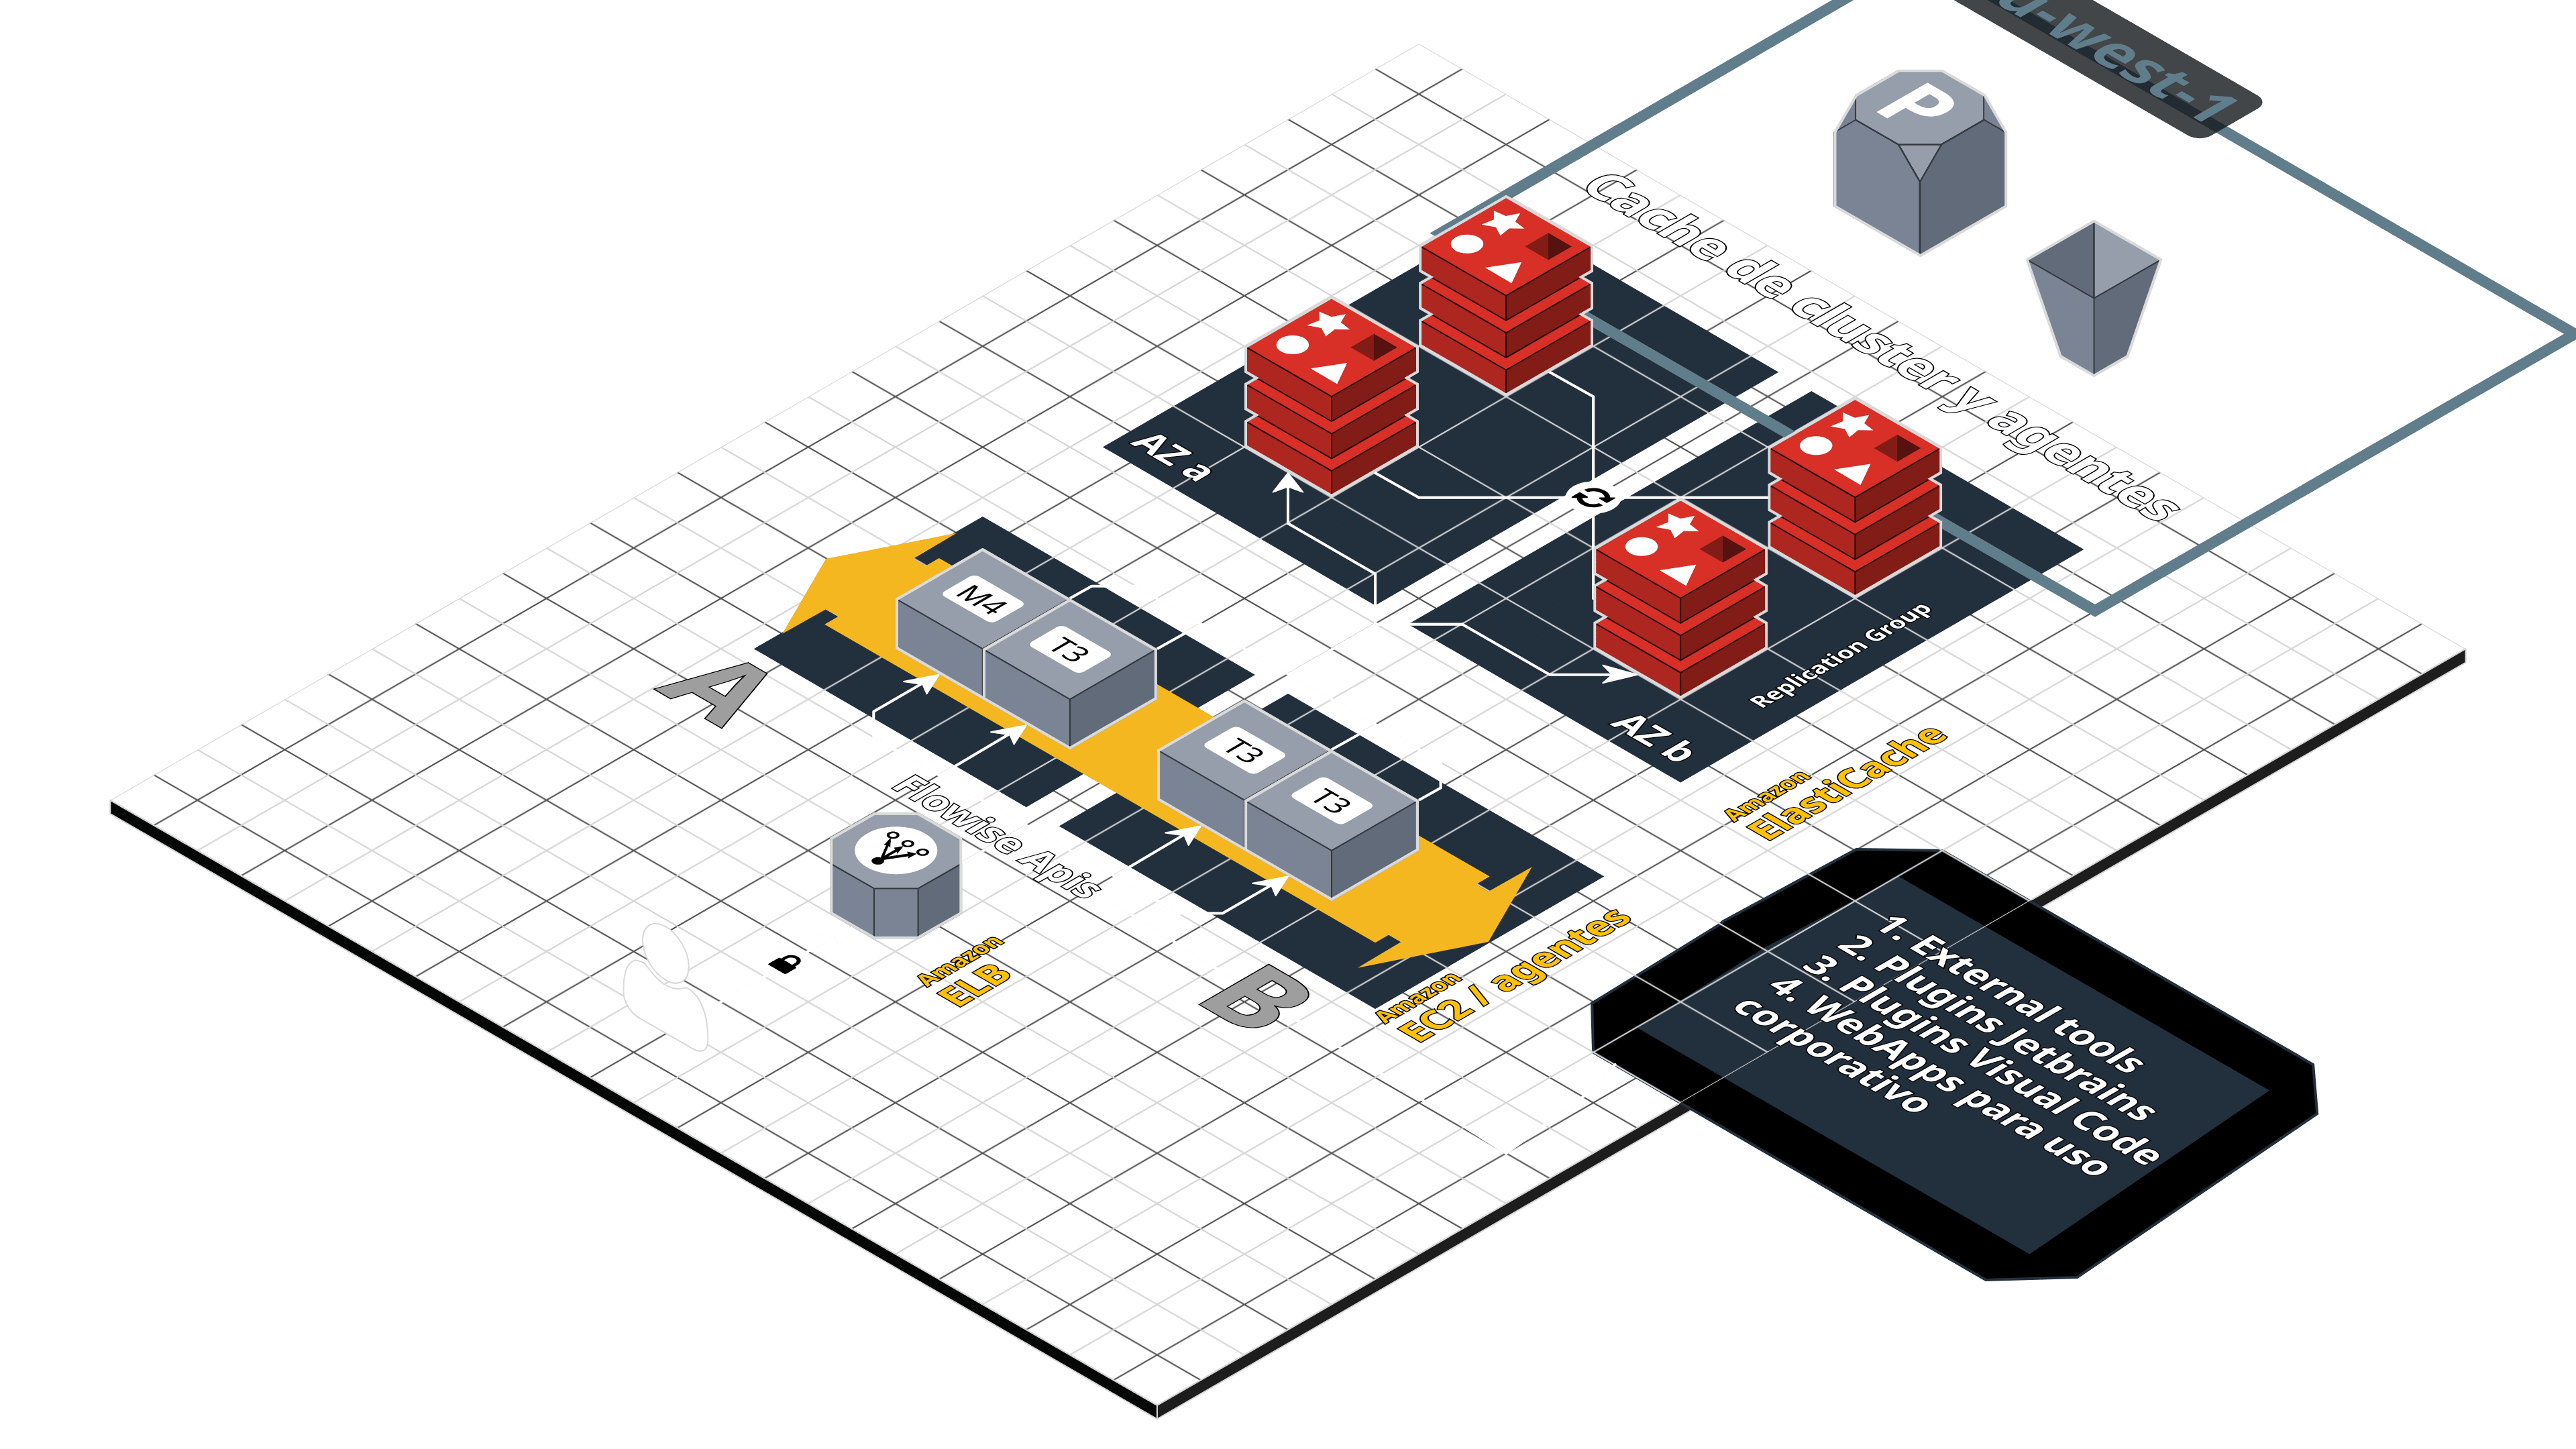 u-west-1
P
Cache de cluster y agentes
AZ a
M4
T3
T3
T3
Replication Group
AZ b
A
Amazon
ElastiCache
Flowise Apis
Amazon
ELB
B
Amazon
EC2 / agentes
1. External tools
2. Plugins Jetbrains
3. Plugins Visual Code
4. WebApps para uso
corporativo